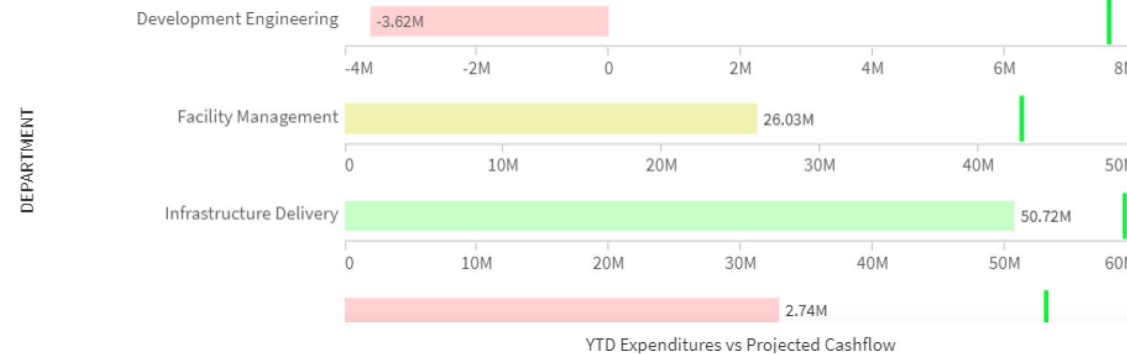 Development Engineering -3.62M
-4M -2M 0 2M 4M 6M
DEPARTMENT
Facility Management 26.03M
0 10M 20M 30M 40M
Infrastructure Delivery 50.72M
0 10M 20M 30M 40M 50M
2.74M
YTD Expenditures vs Projected Cashflow